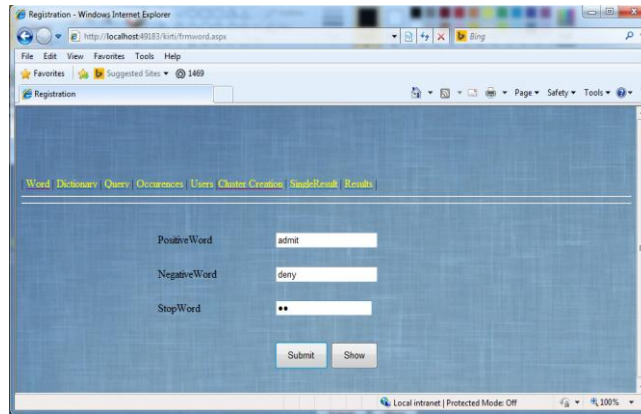 Registration - Windows Internet Explorer
http://localhost:49183/kirti/frmword.aspx
Bing
File Edit View Favorites Tools Help
Favorites Suggested Sites 1469
Registration
Page Safety Tools
| Word | Dictionary | Query | Occurences | Users | Cluster Creation | SingleResult | Results |
PositiveWord admit
NegativeWord deny
StopWord ••
Submit Show
Local intranet | Protected Mode: Off 100%